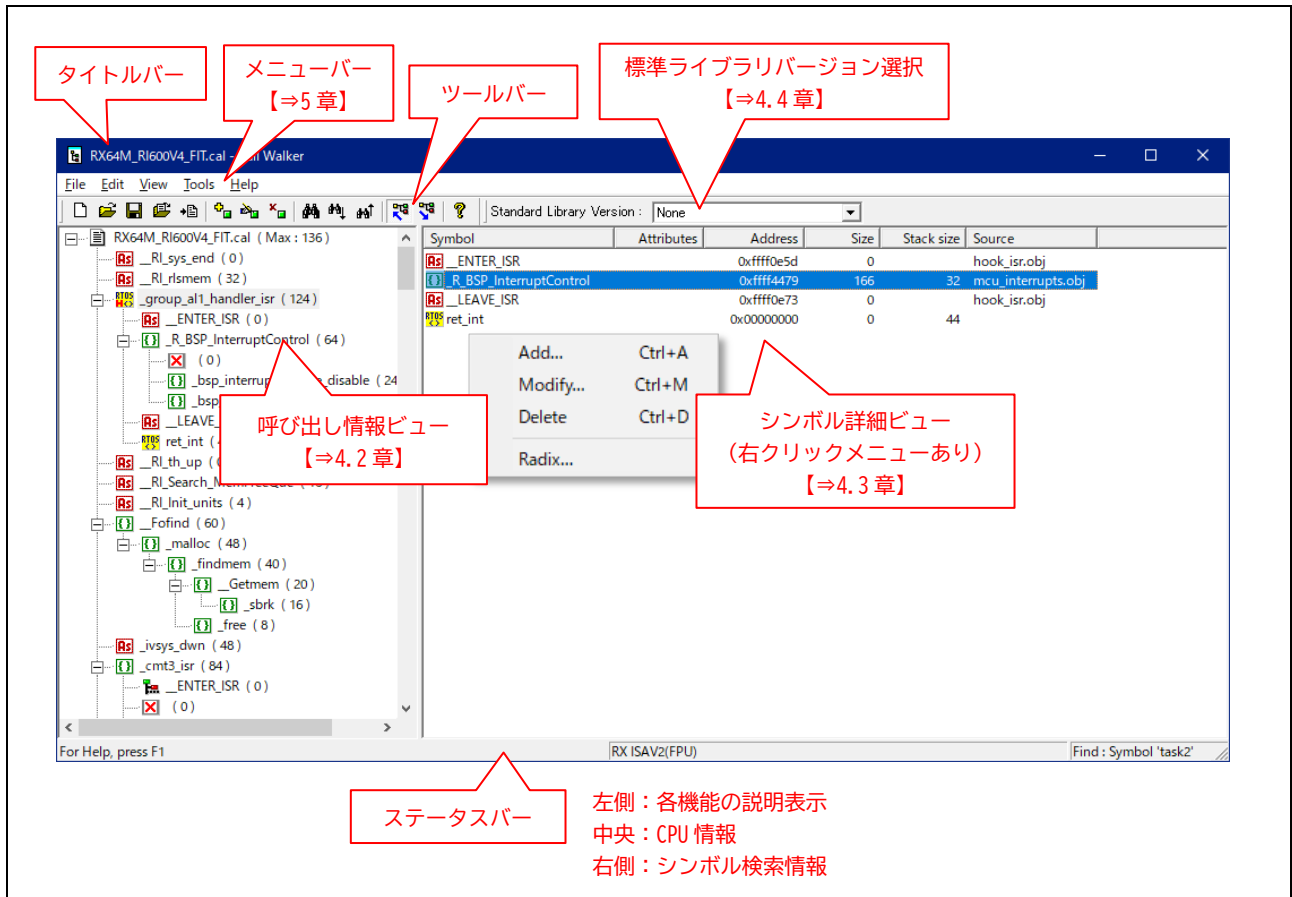 タイトルバー
メニューバー
【⇒5 章】
ツールバー
標準ライブラリバージョン選択
【⇒4.4 章】
RX64M_RI600V4_FIT.cal - Walker
File Edit View Tools Help
Standard Library Version : None
RX64M_RI600V4_FIT.cal ( Max : 136 )
__RI_sys_end ( 0 )
__RI_rlsmem ( 32 )
_group_al1_handler_isr ( 124 )
__ENTER_ISR ( 0 )
_R_BSP_InterruptControl ( 64 )
( 0 )
_bsp_interrup disable ( 24
_bsp
__LEAVE_
ret_int (
__RI_th_up (
__RI_Init_units ( 4 )
__Fofind ( 60 )
_malloc ( 48 )
_findmem ( 40 )
__Getmem ( 20 )
_sbrk ( 16 )
_free ( 8 )
_ivsys_dwn ( 48 )
_cmt3_isr ( 84 )
__ENTER_ISR ( 0 )
( 0 )
Symbol Attributes Address Size Stack size Source
__ENTER_ISR 0xffff0e5d 0 hook_isr.obj
_R_BSP_InterruptControl 0xffff4479 166 32 mcu_interrupts.obj
__LEAVE_ISR 0xffff0e73 0 hook_isr.obj
ret_int 0x00000000 0 44
Add... Ctrl+A
Modify... Ctrl+M
Delete Ctrl+D
Radix...
呼び出し情報ビュー
【⇒4.2 章】
シンボル詳細ビュー
（右クリックメニューあり）
【⇒4.3 章】
For Help, press F1 RX ISAV2(FPU) Find : Symbol 'task2'
ステータスバー
左側：各機能の説明表示
中央：CPU 情報
右側：シンボル検索情報